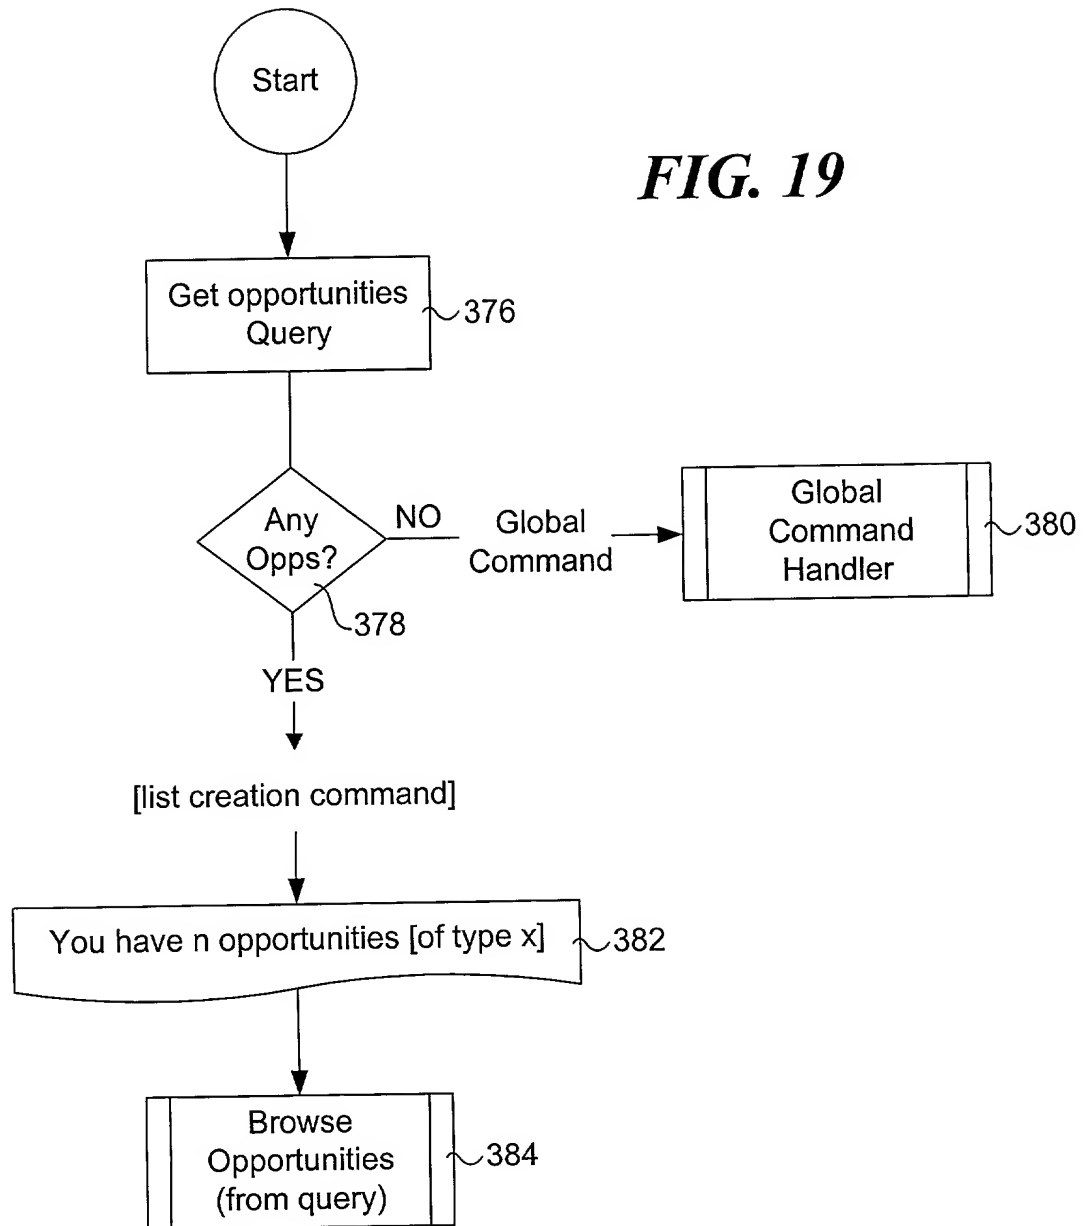 Start
FIG. 19
Get opportunities
Query
376
Any
Opps?
378
NO
Global
Command
Global
Command
Handler
380
YES
[list creation command]
You have n opportunities [of type x]
382
Browse
Opportunities
(from query)
384